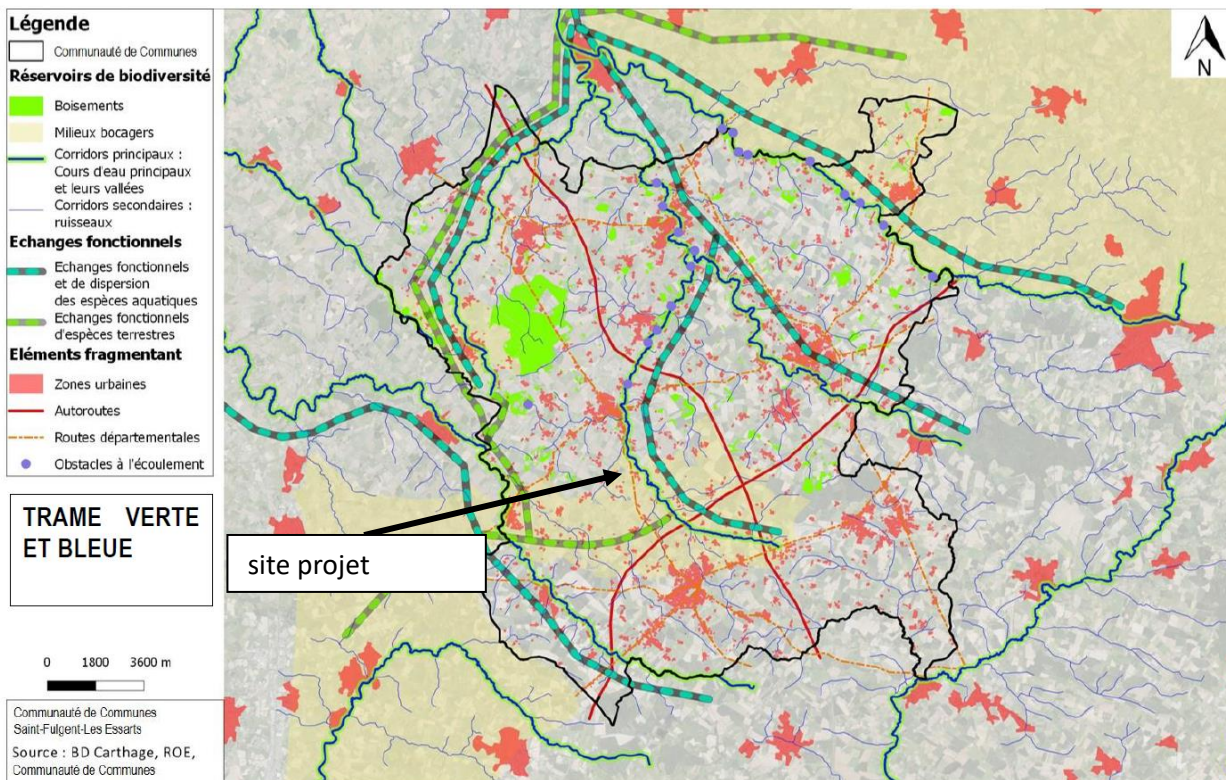 Légende
Communauté de Communes
Réservoirs de biodiversité
Boisements
Milieux bocagers
Corridors principaux :
Cours d'eau principaux
et leurs vallées
Corridors secondaires :
ruisseaux
Echanges fonctionnels
Echanges fonctionnels
et de dispersion
des espèces aquatiques
Echanges fonctionnels
d'espèces terrestres
Eléments fragmentant
Zones urbaines
Autoroutes
Routes départementales
Obstacles à l'écoulement
TRAME VERTE
ET BLEUE
site projet
N
0 1800 3600 m
Communauté de Communes
Saint-Fulgent-Les Essarts
Source : BD Carthage, ROE,
Communauté de Communes